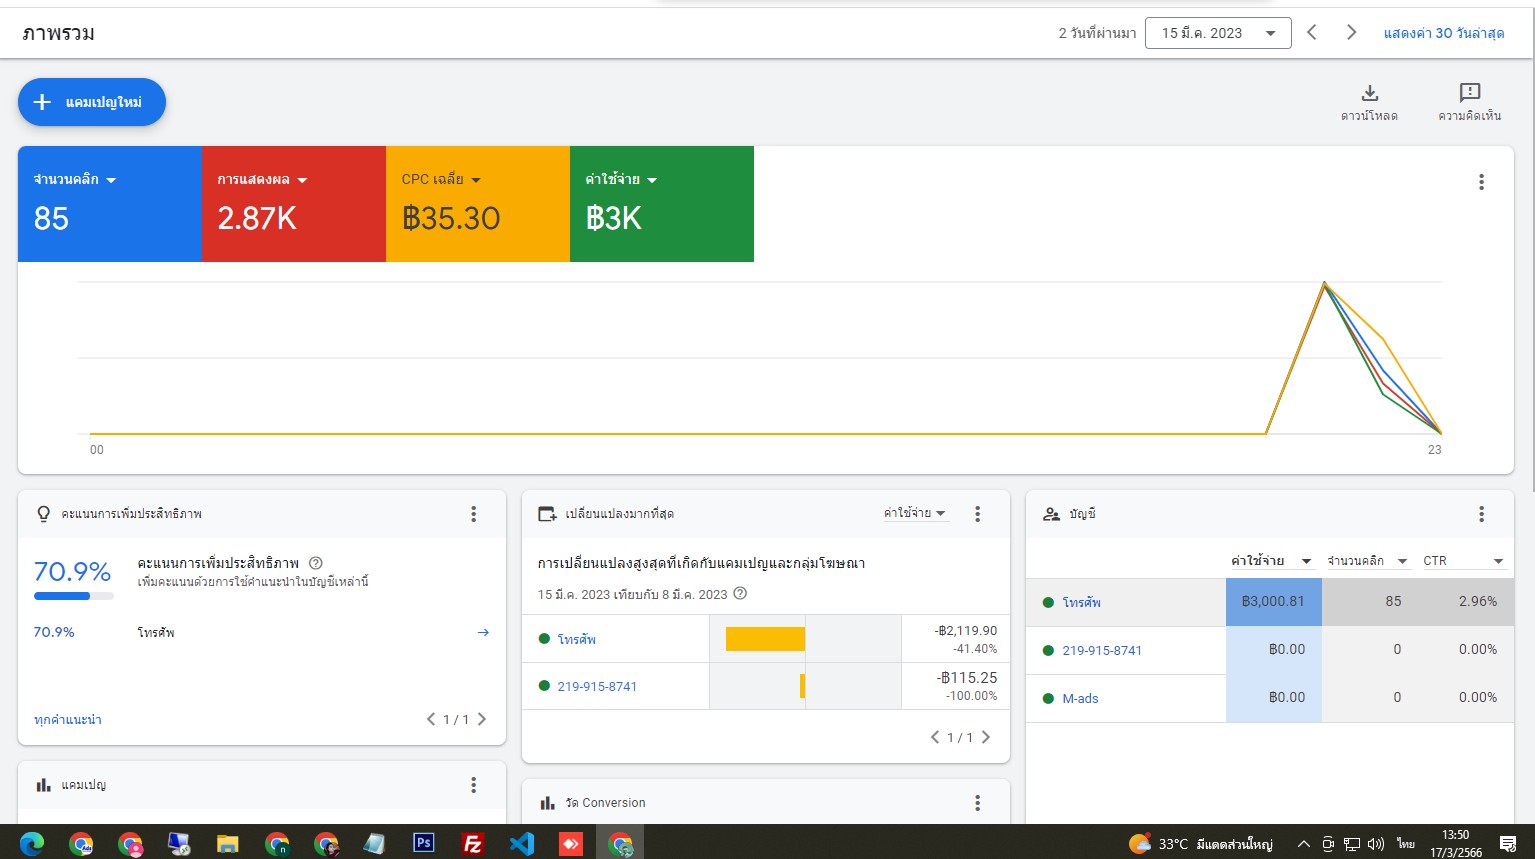 ภาพรวม
2 วันที่ผ่านมา
15 มี.ค. 2023
แสดงค่า 30 วันล่าสุด
แคมเปญใหม่
ดาวน์โหลด
ความคิดเห็น
จำนวนคลิก
85
การแสดงผล
2.87K
CPC เฉลี่ย
฿35.30
ค่าใช้จ่าย
฿3K
00
23
คะแนนการเพิ่มประสิทธิภาพ
70.9%
คะแนนการเพิ่มประสิทธิภาพ
เพิ่มคะแนนด้วยการใช้คำแนะนำในบัญชีเหล่านี้
70.9%
โทรศัพ
ทุกคำแนะนำ
1 / 1
เปลี่ยนแปลงมากที่สุด
ค่าใช้จ่าย
การเปลี่ยนแปลงสูงสุดที่เกิดกับแคมเปญและกลุ่มโฆษณา
15 มี.ค. 2023 เทียบกับ 8 มี.ค. 2023
โทรศัพ
-฿2,119.90
-41.40%
219-915-8741
-฿115.25
-100.00%
1 / 1
บัญชี
ค่าใช้จ่าย จำนวนคลิก CTR
โทรศัพ ฿3,000.81 85 2.96%
219-915-8741 ฿0.00 0 0.00%
M-ads ฿0.00 0 0.00%
แคมเปญ
วัด Conversion
33°C มีแดดส่วนใหญ่
ไทย
13:50
17/3/2566